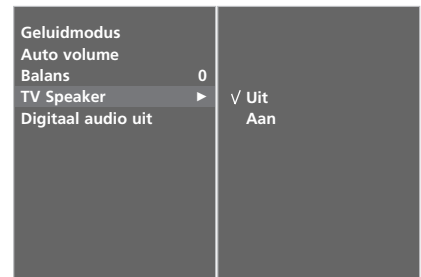 Geluidmodus
Auto volume
Balans 0
TV Speaker ►
Digitaal audio uit
√ Uit
Aan